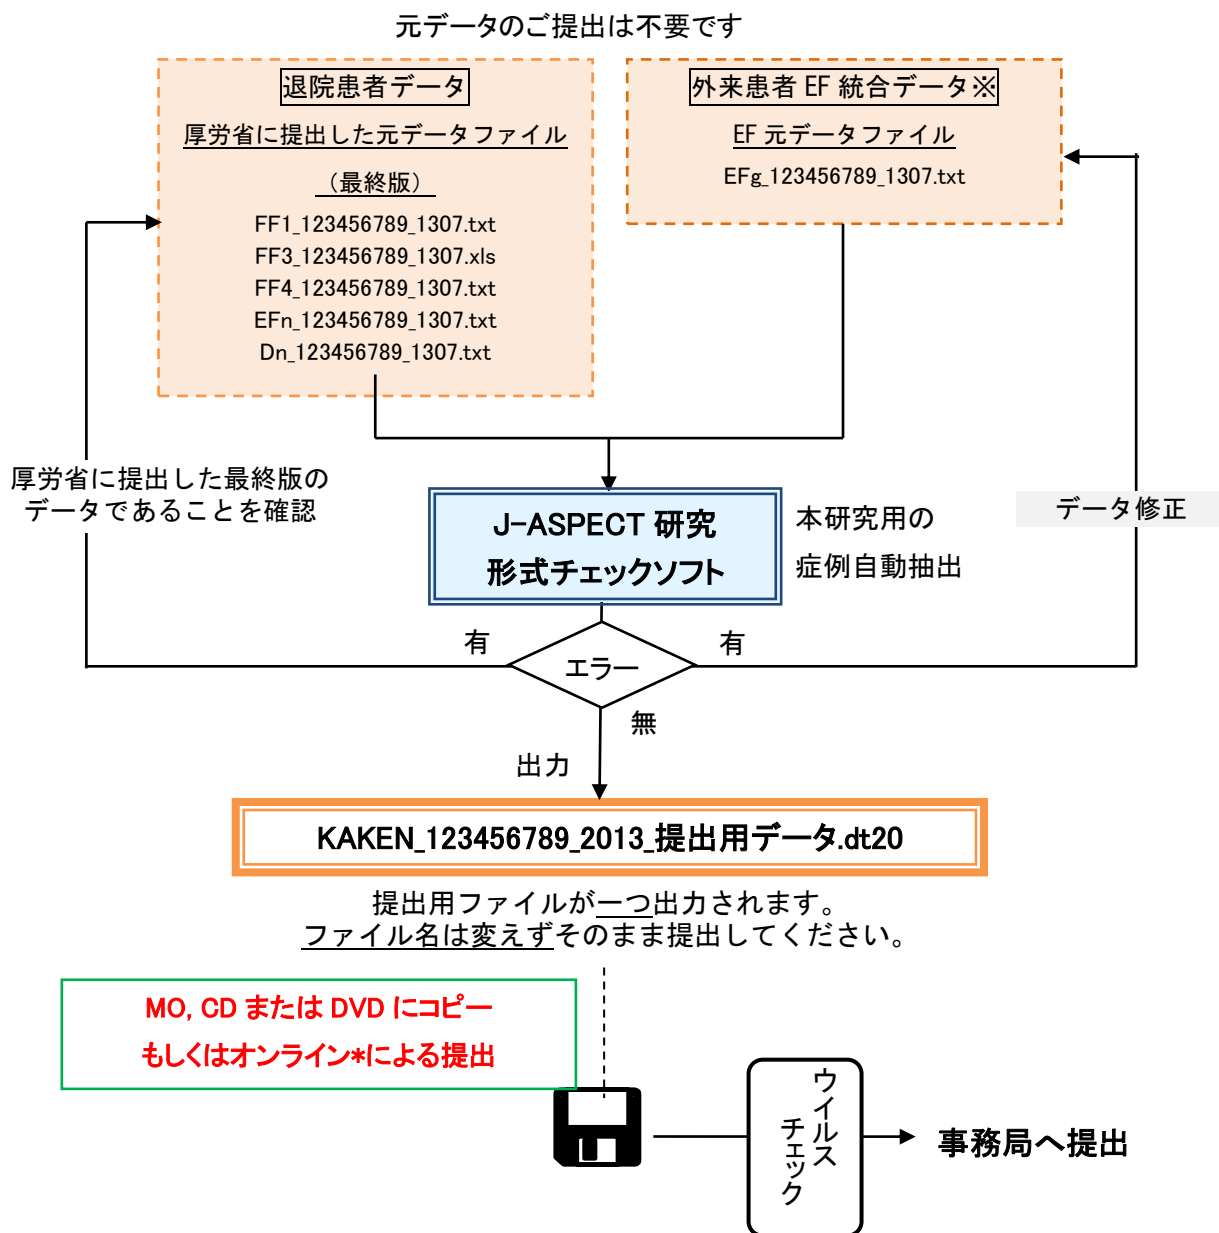 元データのご提出は不要です
退院患者データ
厚労省に提出した元データファイル
（最終版）
FF1_123456789_1307.txt
FF3_123456789_1307.xls
FF4_123456789_1307.txt
EFn_123456789_1307.txt
Dn_123456789_1307.txt
外来患者 EF 統合データ※
EF 元データファイル
EFg_123456789_1307.txt
厚労省に提出した最終版の
データであることを確認
J-ASPECT 研究
形式チェックソフト
本研究用の
症例自動抽出
データ修正
有
エラー
有
無
出力
KAKEN_123456789_2013_提出用データ.dt20
提出用ファイルが一つ出力されます。
ファイル名は変えずそのまま提出してください。
MO, CD または DVD にコピー
もしくはオンライン*による提出
ウイルス
チェック
事務局へ提出